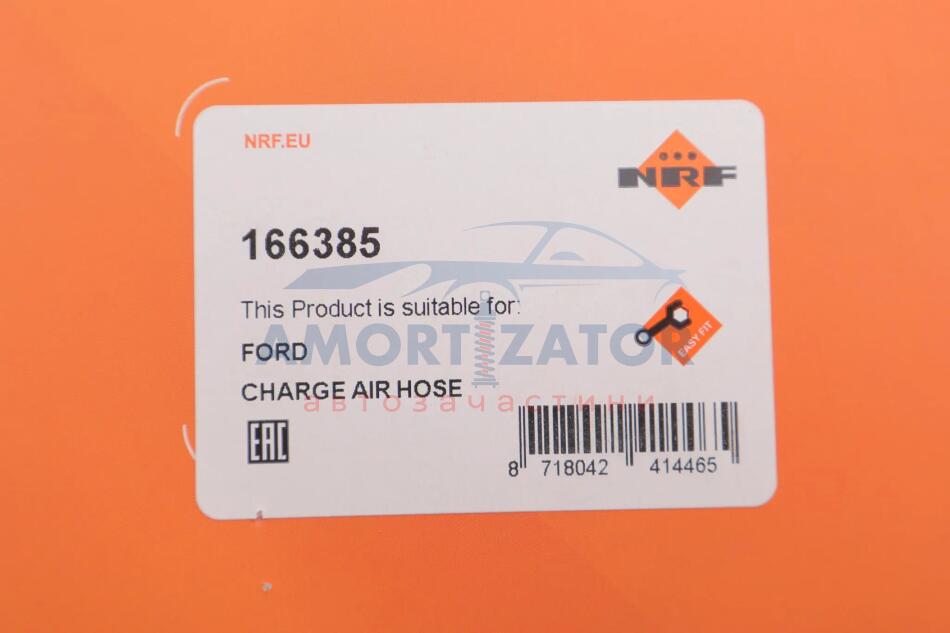 NRF.EU
NRF
166385
This Product is suitable for:
AMORTIZATOR
FORD
EASY FIT
CHARGE AIR HOSE
автозапчастини
EAC
8 718042 414465